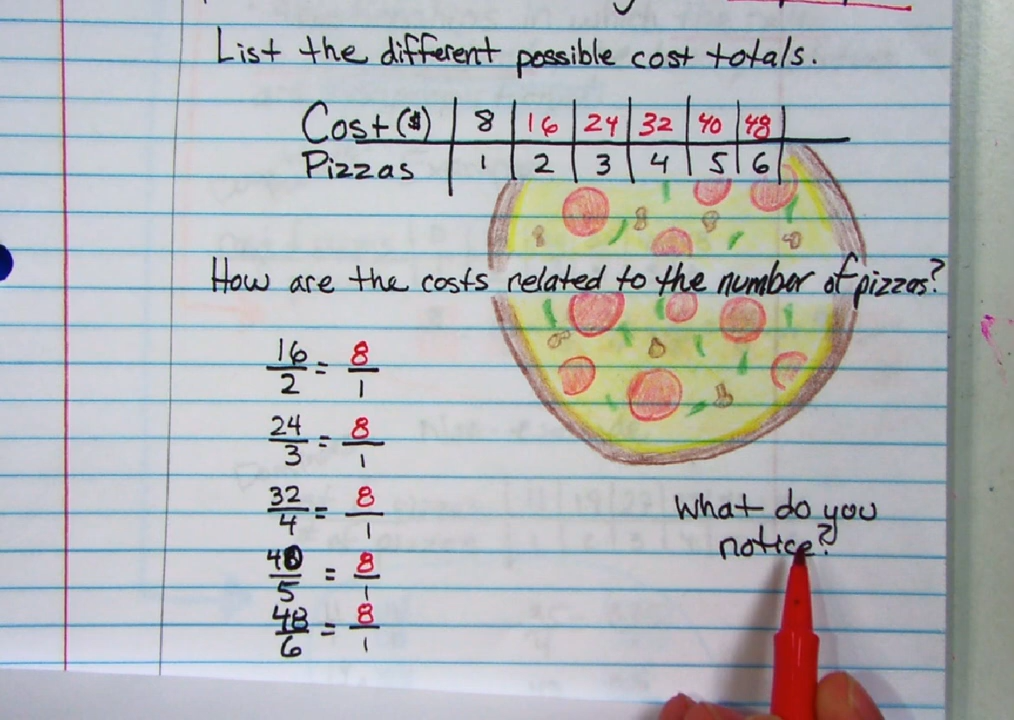 List the different possible cost totals.
Cost ($) 8 16 24 32 40 48
Pizzas 1 2 3 4 5 6
How are the costs related to the number of pizzas?
16/2 = 8/1
24/3 = 8/1
32/4 = 8/1
What do you
notice?
40/5 = 8/1
48/6 = 8/1